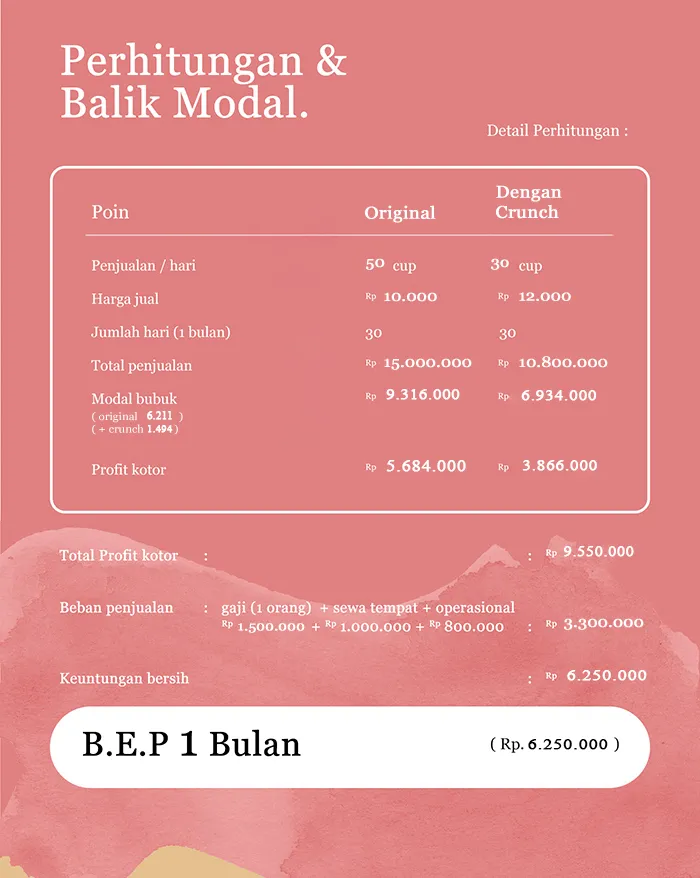 Perhitungan &
Balik Modal.
Detail Perhitungan :
Poin Original Dengan Crunch
Penjualan / hari 50 cup 30 cup
Harga jual Rp 10.000 Rp 12.000
Jumlah hari (1 bulan) 30 30
Total penjualan Rp 15.000.000 Rp 10.800.000
Modal bubuk Rp 9.316.000 Rp 6.934.000
( original 6.211 )
( + crunch 1.494 )
Profit kotor Rp 5.684.000 Rp 3.866.000
Total Profit kotor : : Rp 9.550.000
Beban penjualan : gaji (1 orang) + sewa tempat + operasional
Rp 1.500.000 + Rp 1.000.000 + Rp 800.000 : Rp 3.300.000
Keuntungan bersih : Rp 6.250.000
B.E.P 1 Bulan ( Rp. 6.250.000 )